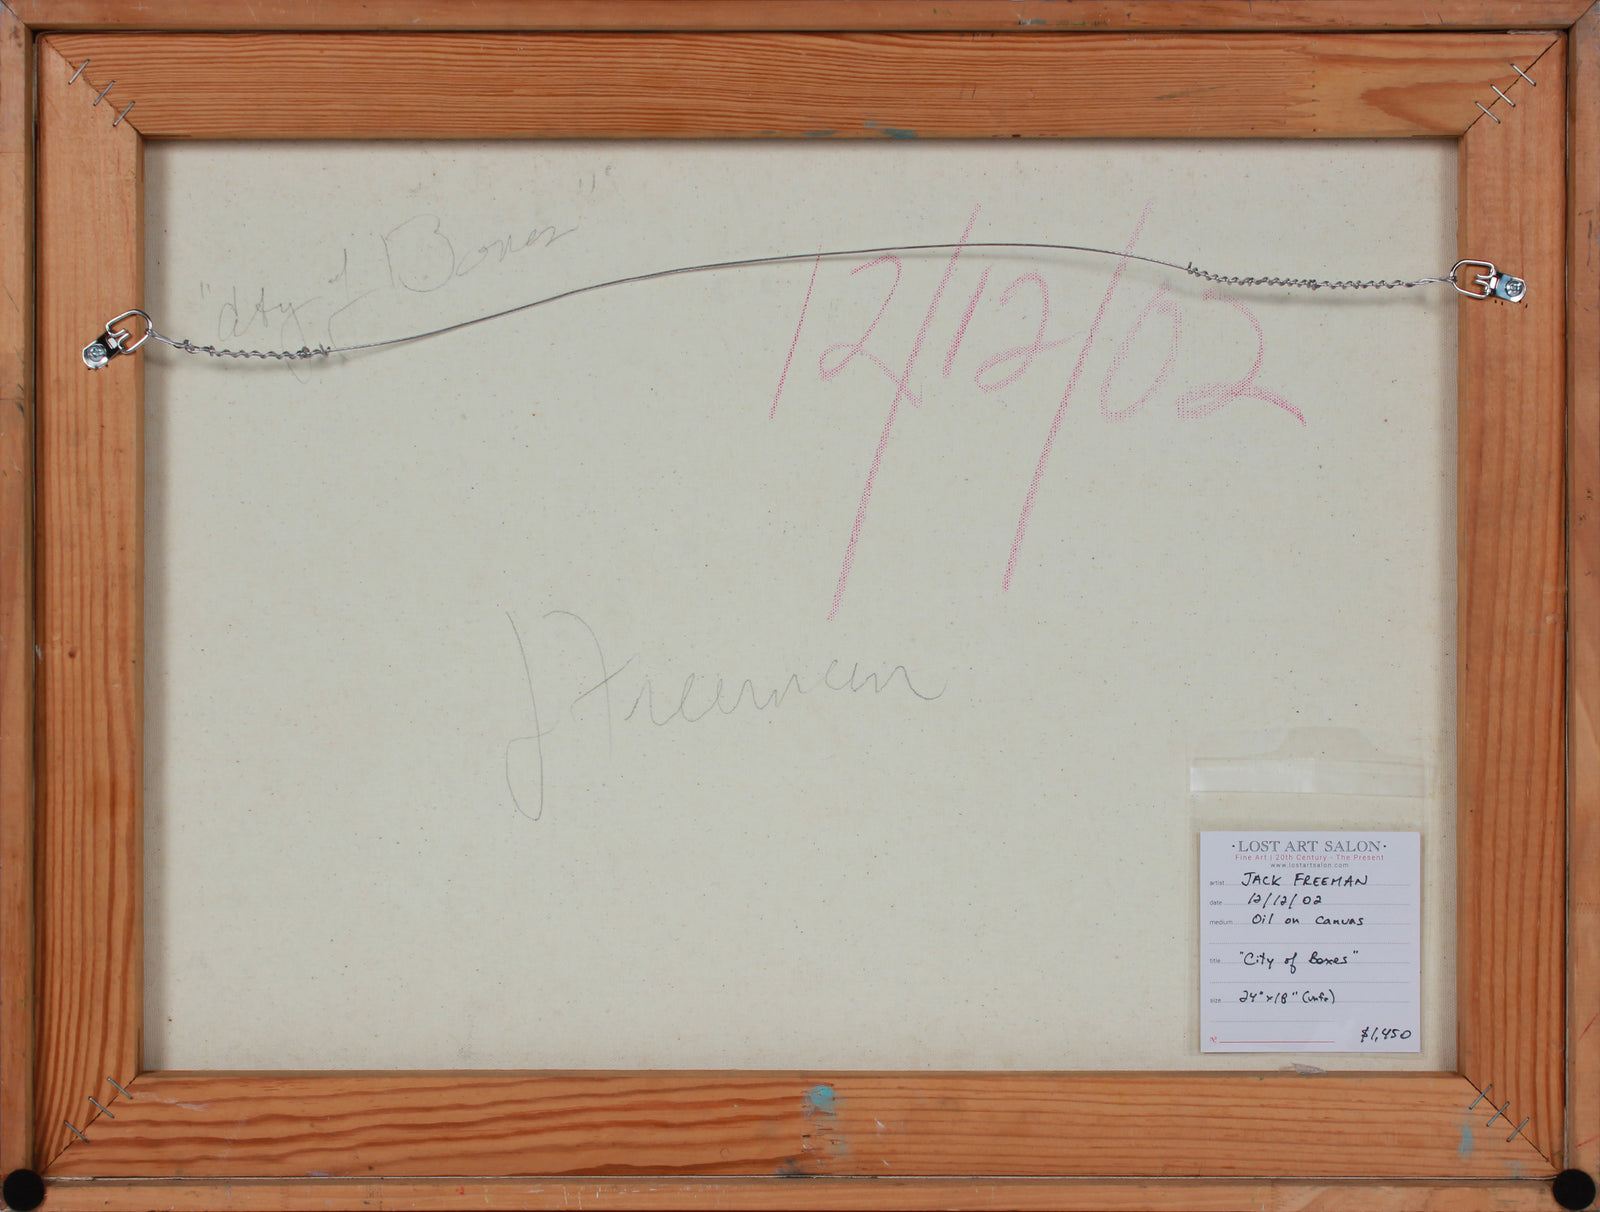 "City of Boxes"
12/12/02
J Freeman
·LOST ART SALON·
Fine Art | 20th Century - The Present
www.lostartsalon.com
artist JACK FREEMAN
date 12/12/02
medium Oil on Canvas
title "City of Boxes"
size 24"x18" (unfr)
$1,450